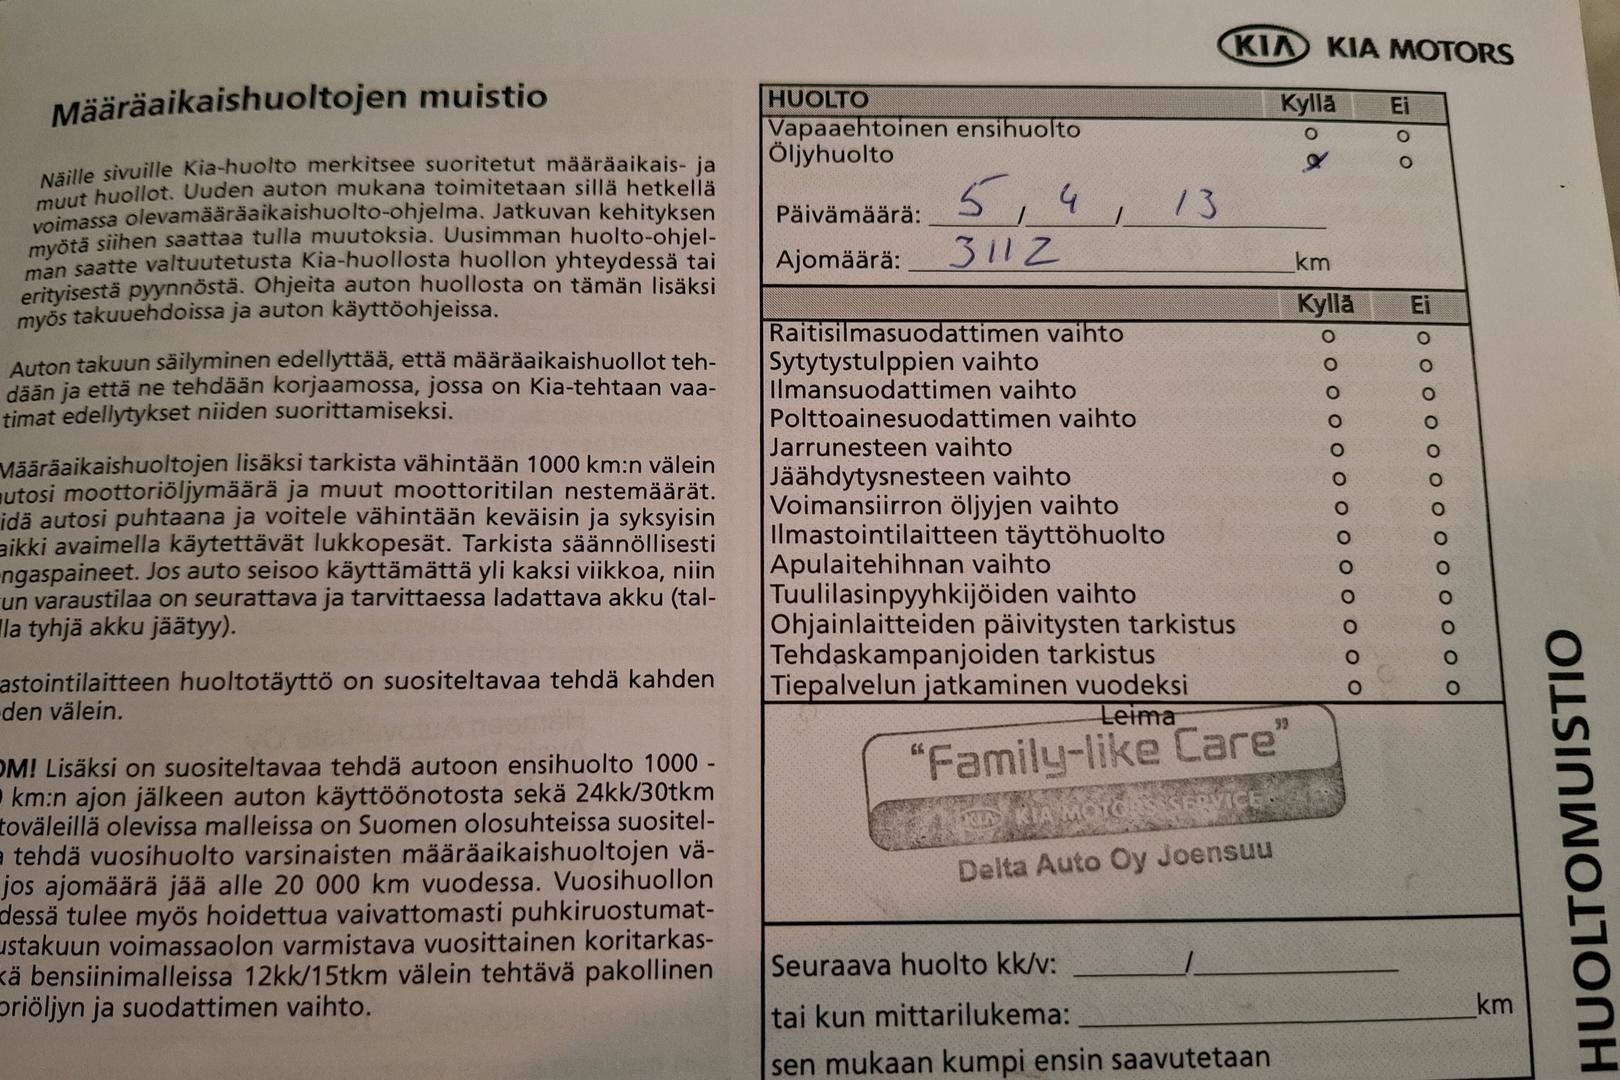 KIA KIA MOTORS
Määräaikaishuoltojen muistio
Näille sivuille Kia-huolto merkitsee suoritetut määräaikais- ja
muut huollot. Uuden auton mukana toimitetaan sillä hetkellä
voimassa olevamääräaikaishuolto-ohjelma. Jatkuvan kehityksen
myötä siihen saattaa tulla muutoksia. Uusimman huolto-ohjel-
man saatte valtuutetusta Kia-huollosta huollon yhteydessä tai
erityisestä pyynnöstä. Ohjeita auton huollosta on tämän lisäksi
myös takuuehdoissa ja auton käyttöohjeissa.
Auton takuun säilyminen edellyttää, että määräaikaishuollot teh-
dään ja että ne tehdään korjaamossa, jossa on Kia-tehtaan vaa-
timat edellytykset niiden suorittamiseksi.
Määräaikaishuoltojen lisäksi tarkista vähintään 1000 km:n välein
utosi moottoriöljymäärä ja muut moottoritilan nestemäärät.
idä autosi puhtaana ja voitele vähintään keväisin ja syksyisin
aikki avaimella käytettävät lukkopesät. Tarkista säännöllisesti
ngaspaineet. Jos auto seisoo käyttämättä yli kaksi viikkoa, niin
un varaustilaa on seurattava ja tarvittaessa ladattava akku (tal-
lla tyhjä akku jäätyy).
astointilaitteen huoltotäyttö on suositeltavaa tehdä kahden
den välein.
OM! Lisäksi on suositeltavaa tehdä autoon ensihuolto 1000 -
km:n ajon jälkeen auton käyttöönotosta sekä 24kk/30tkm
toväleillä olevissa malleissa on Suomen olosuhteissa suositel-
a tehdä vuosihuolto varsinaisten määräaikaishuoltojen vä-
jos ajomäärä jää alle 20 000 km vuodessa. Vuosihuollon
dessä tulee myös hoidettua vaivattomasti puhkiruostumat-
ustakuun voimassaolon varmistava vuosittainen koritarkas-
kä bensiinimalleissa 12kk/15tkm välein tehtävä pakollinen
oriöljyn ja suodattimen vaihto.
HUOLTO Kyllä Ei
Vapaaehtoinen ensihuolto
Öljyhuolto
Päivämäärä: 5 / 4 / 13
Ajomäärä: 3112 km
Kyllä Ei
Raitisilmasuodattimen vaihto
Sytytystulppien vaihto
Ilmansuodattimen vaihto
Polttoainesuodattimen vaihto
Jarrunesteen vaihto
Jäähdytysnesteen vaihto
Voimansiirron öljyjen vaihto
Ilmastointilaitteen täyttöhuolto
Apulaitehihnan vaihto
Tuulilasinpyyhkijöiden vaihto
Ohjainlaitteiden päivitysten tarkistus
Tehdaskampanjoiden tarkistus
Tiepalvelun jatkaminen vuodeksi
Leima
"Family-like Care"
KIA KIA MOTORS SERVICE
Delta Auto Oy Joensuu
Seuraava huolto kk/v: /
tai kun mittarilukema: km
sen mukaan kumpi ensin saavutetaan
HUOLTOMUISTIO